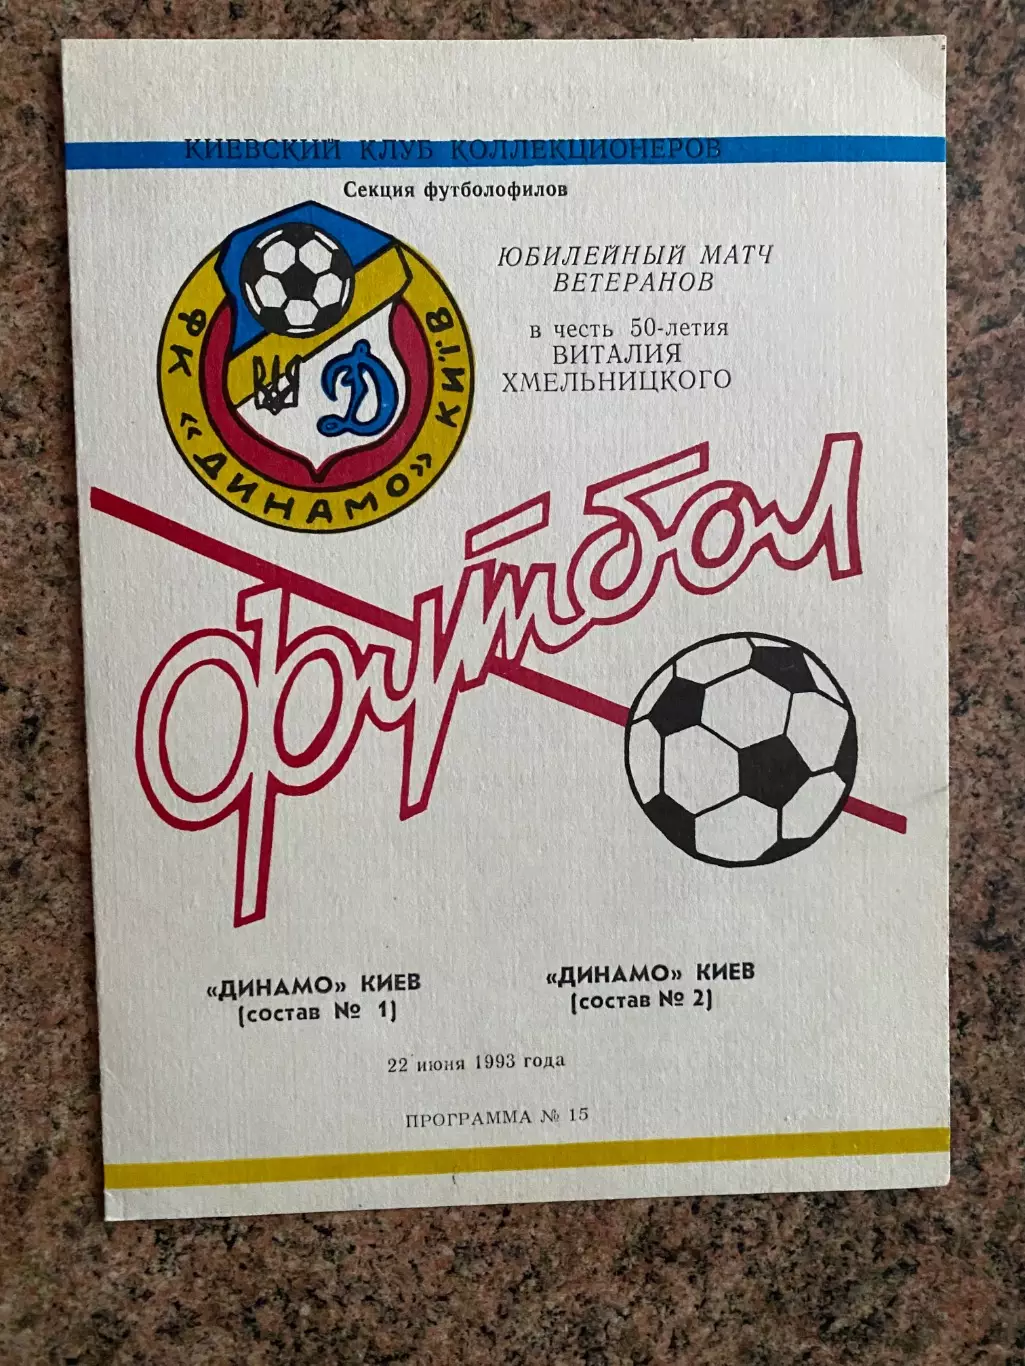 КИЕВСКИЙ КЛУБ КОЛЛЕКЦИОНЕРОВ
Секция футболофилов
ФК «ДИНАМО» КИЇВ
Д
ЮБИЛЕЙНЫЙ МАТЧ
ВЕТЕРАНОВ
в честь 50-летия
ВИТАЛИЯ
ХМЕЛЬНИЦКОГО
футбол
«ДИНАМО» КИЕВ
(состав № 1)
«ДИНАМО» КИЕВ
(состав № 2)
22 июня 1993 года
ПРОГРАММА № 15